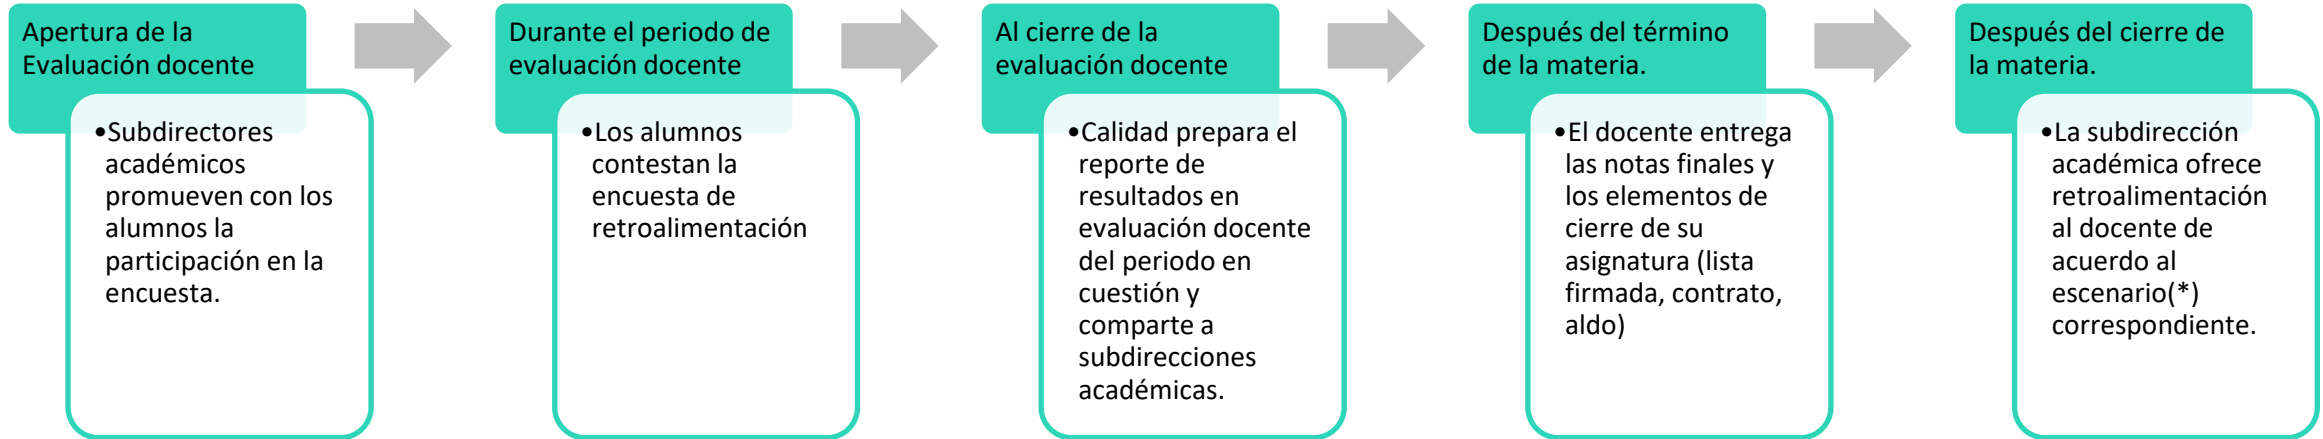 Apertura de la
Evaluación docente
•Subdirectores
académicos
promueven con los
alumnos la
participación en la
encuesta.
Durante el periodo de
evaluación docente
•Los alumnos
contestan la
encuesta de
retroalimentación
Al cierre de la
evaluación docente
•Calidad prepara el
reporte de
resultados en
evaluación docente
del periodo en
cuestión y
comparte a
subdirecciones
académicas.
Después del término
de la materia.
•El docente entrega
las notas finales y
los elementos de
cierre de su
asignatura (lista
firmada, contrato,
aldo)
Después del cierre de
la materia.
•La subdirección
académica ofrece
retroalimentación
al docente de
acuerdo al
escenario(*)
correspondiente.